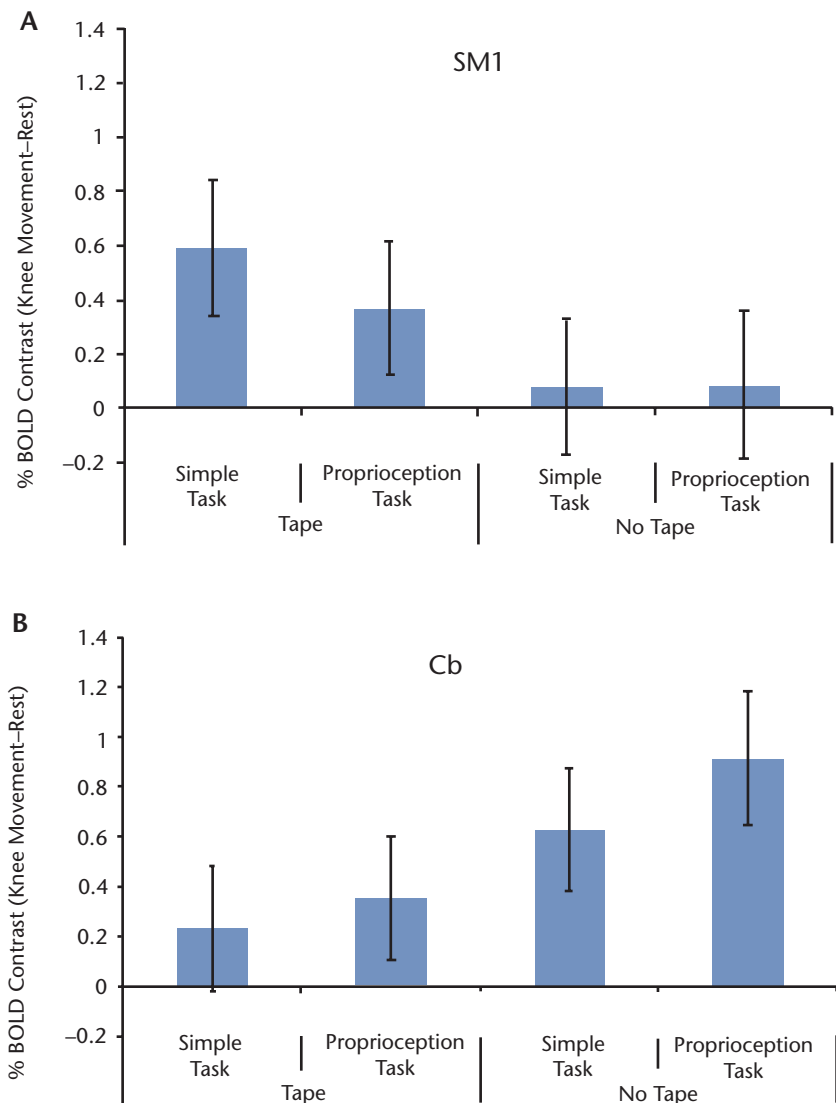 A
SM1
% BOLD Contrast (Knee Movement–Rest)
1.4
1.2
1
0.8
0.6
0.4
0.2
0
–0.2
Simple
Task
Proprioception
Task
Simple
Task
Proprioception
Task
Tape
No Tape
B
Cb
% BOLD Contrast (Knee Movement–Rest)
1.4
1.2
1
0.8
0.6
0.4
0.2
0
–0.2
Simple
Task
Proprioception
Task
Simple
Task
Proprioception
Task
Tape
No Tape